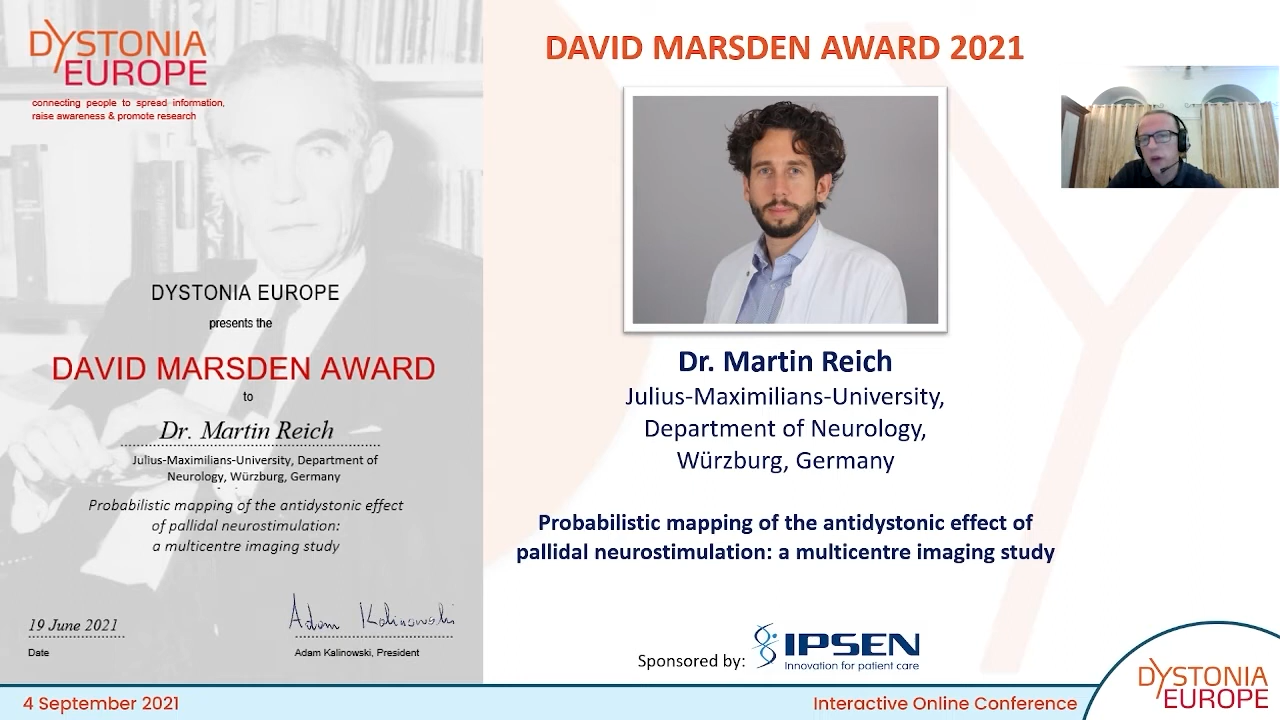 DYSTONIA
EUROPE
connecting people to spread information,
raise awareness & promote research
DYSTONIA EUROPE
presents the
DAVID MARSDEN AWARD
to
Dr. Martin Reich
Julius-Maximilians-University, Department of
Neurology, Würzburg, Germany
Probabilistic mapping of the antidystonic effect
of pallidal neurostimulation:
a multicentre imaging study
19 June 2021
Date
Adam Kalinowski
Adam Kalinowski, President
DAVID MARSDEN AWARD 2021
Dr. Martin Reich
Julius-Maximilians-University,
Department of Neurology,
Würzburg, Germany
Probabilistic mapping of the antidystonic effect of
pallidal neurostimulation: a multicentre imaging study
Sponsored by:
IPSEN
Innovation for patient care
4 September 2021
Interactive Online Conference
DYSTONIA
EUROPE